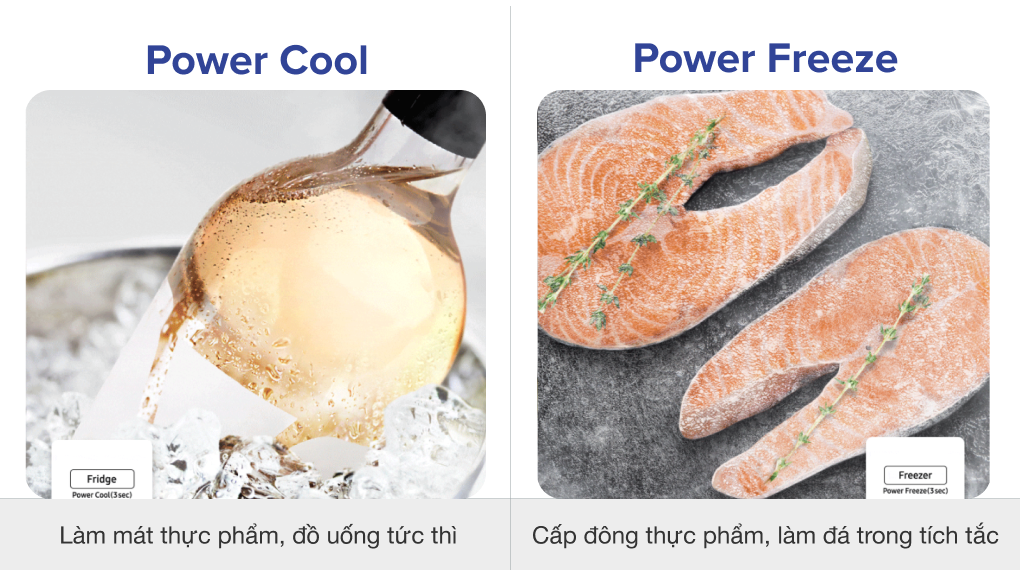 Power Cool
Fridge
Power Cool(3sec)
Làm mát thực phẩm, đồ uống tức thì
Power Freeze
Freezer
Power Freeze(3sec)
Cấp đông thực phẩm, làm đá trong tích tắc